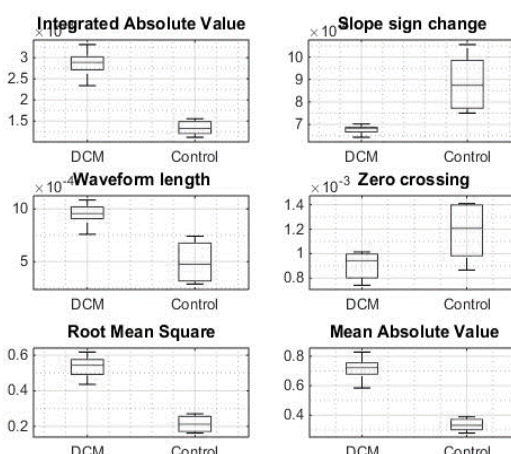 Integrated Absolute Value
3
2.5
2
1.5
DCM Control
Slope sign change
10
9
8
7
DCM Control
× 10-4
Waveform length
10
5
DCM Control
× 10-3
Zero crossing
1.4
1.2
1
0.8
DCM Control
Root Mean Square
0.6
0.4
0.2
DCM Control
Mean Absolute Value
0.8
0.6
0.4
DCM Control